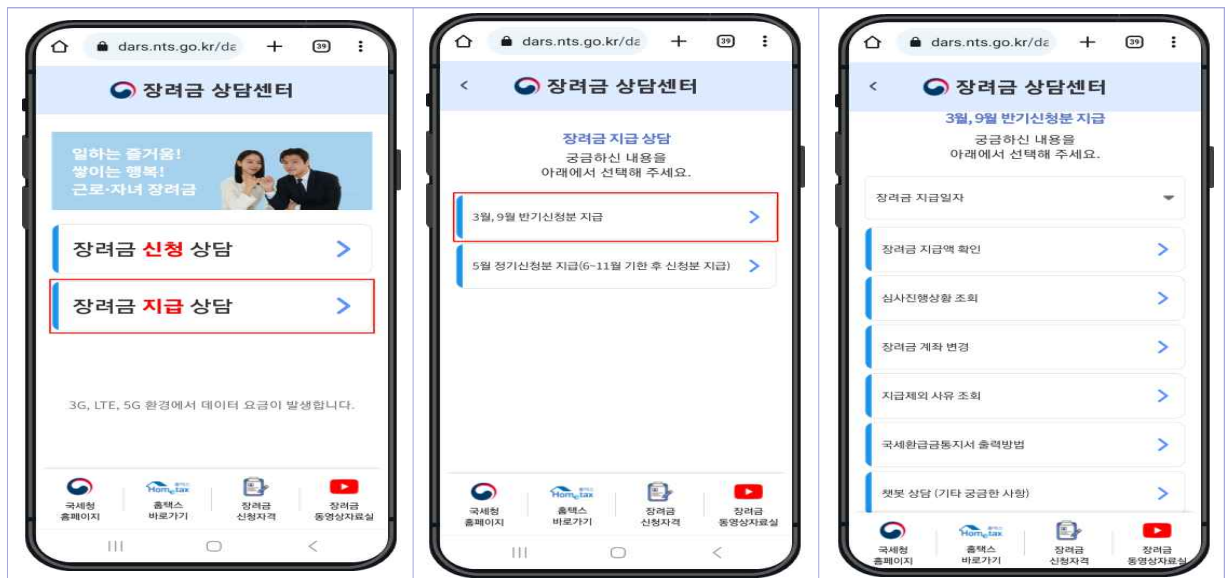 dars.nts.go.kr/da
39
장려금 상담센터
일하는 즐거움!
쌓이는 행복!
근로·자녀 장려금
장려금 신청 상담
장려금 지급 상담
3G, LTE, 5G 환경에서 데이터 요금이 발생합니다.
국세청
홈페이지
Hometax
홈택스
바로가기
장려금
신청자격
장려금
동영상자료실
dars.nts.go.kr/da
39
장려금 상담센터
장려금 지급 상담
궁금하신 내용을
아래에서 선택해 주세요.
3월, 9월 반기신청분 지급
5월 정기신청분 지급(6~11월 기한 후 신청분 지급)
국세청
홈페이지
Hometax
홈택스
바로가기
장려금
신청자격
장려금
동영상자료실
dars.nts.go.kr/da
39
장려금 상담센터
3월, 9월 반기신청분 지급
궁금하신 내용을
아래에서 선택해 주세요.
장려금 지급일자
장려금 지급액 확인
심사진행상황 조회
장려금 계좌 변경
지급제외 사유 조회
국세환급금통지서 출력방법
챗봇 상담 (기타 궁금한 사항)
국세청
홈페이지
Hometax
홈택스
바로가기
장려금
신청자격
장려금
동영상자료실